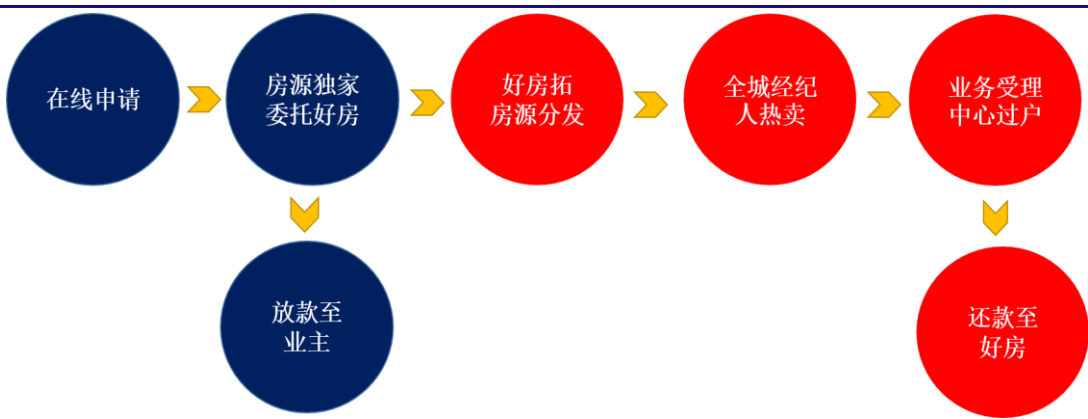 在线申请
房源独家
委托好房
好房拓
房源分发
全城经纪
人热卖
业务受理
中心过户
放款至
业主
还款至
好房